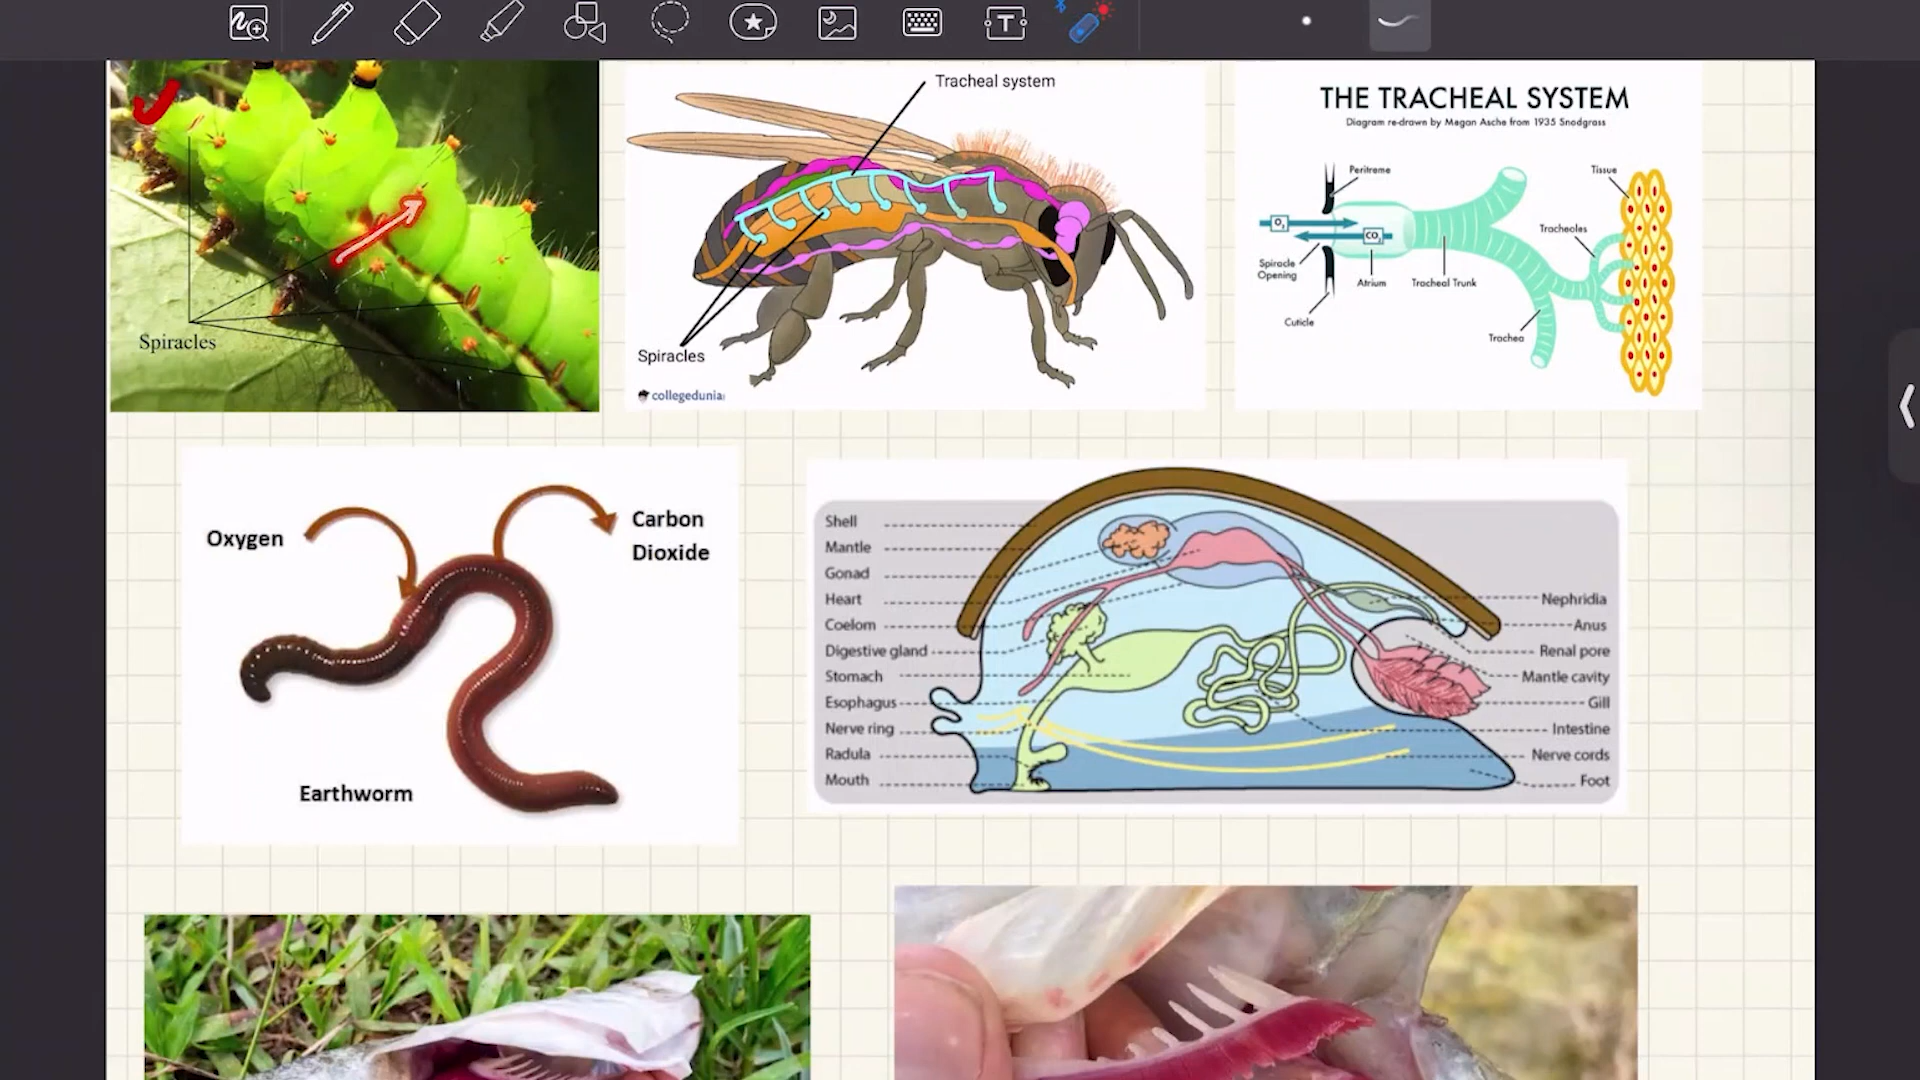 T
Spiracles
Tracheal system
Spiracles
collegedunia
THE TRACHEAL SYSTEM
Diagram re-drawn by Megan Asche from 1935 Snodgrass
Peritreme
Tissue
O2
CO2
Tracheoles
Spiracle
Opening
Atrium
Tracheal Trunk
Cuticle
Trachea
Oxygen
Carbon
Dioxide
Earthworm
Shell
Mantle
Gonad
Heart
Coelom
Digestive gland
Stomach
Esophagus
Nerve ring
Radula
Mouth
Nephridia
Anus
Renal pore
Mantle cavity
Gill
Intestine
Nerve cords
Foot